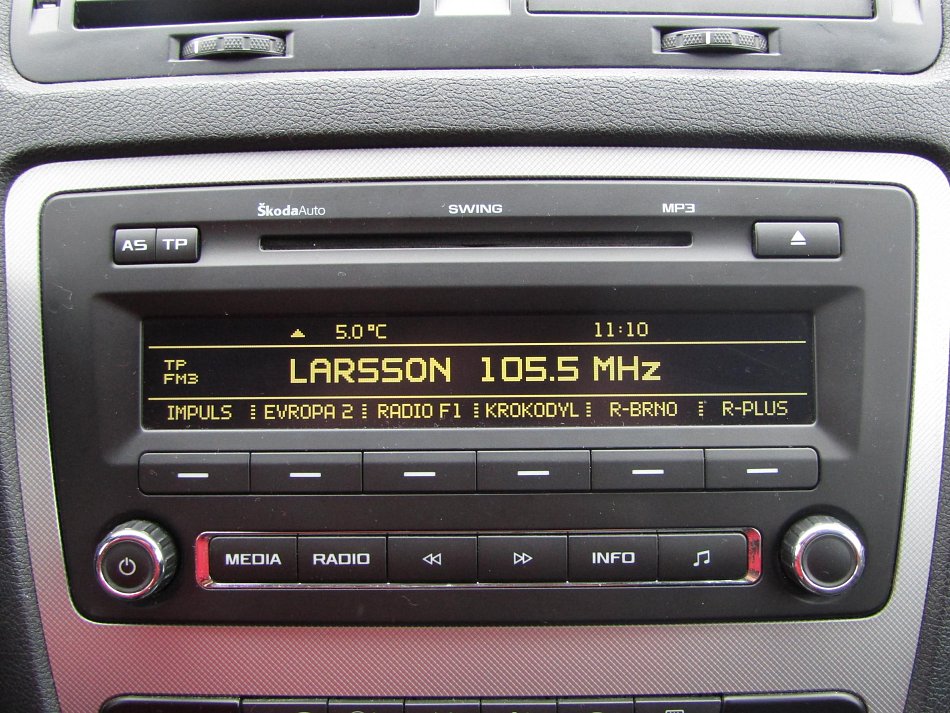 ŠkodaAuto SWING MP3
AS TP
5.0 °C 11:10
TP
FM3
LARSSON 105.5 MHz
IMPULS EVROPA 2 RADIO F1 KROKODYL R-BRNO R-PLUS
MEDIA RADIO INFO